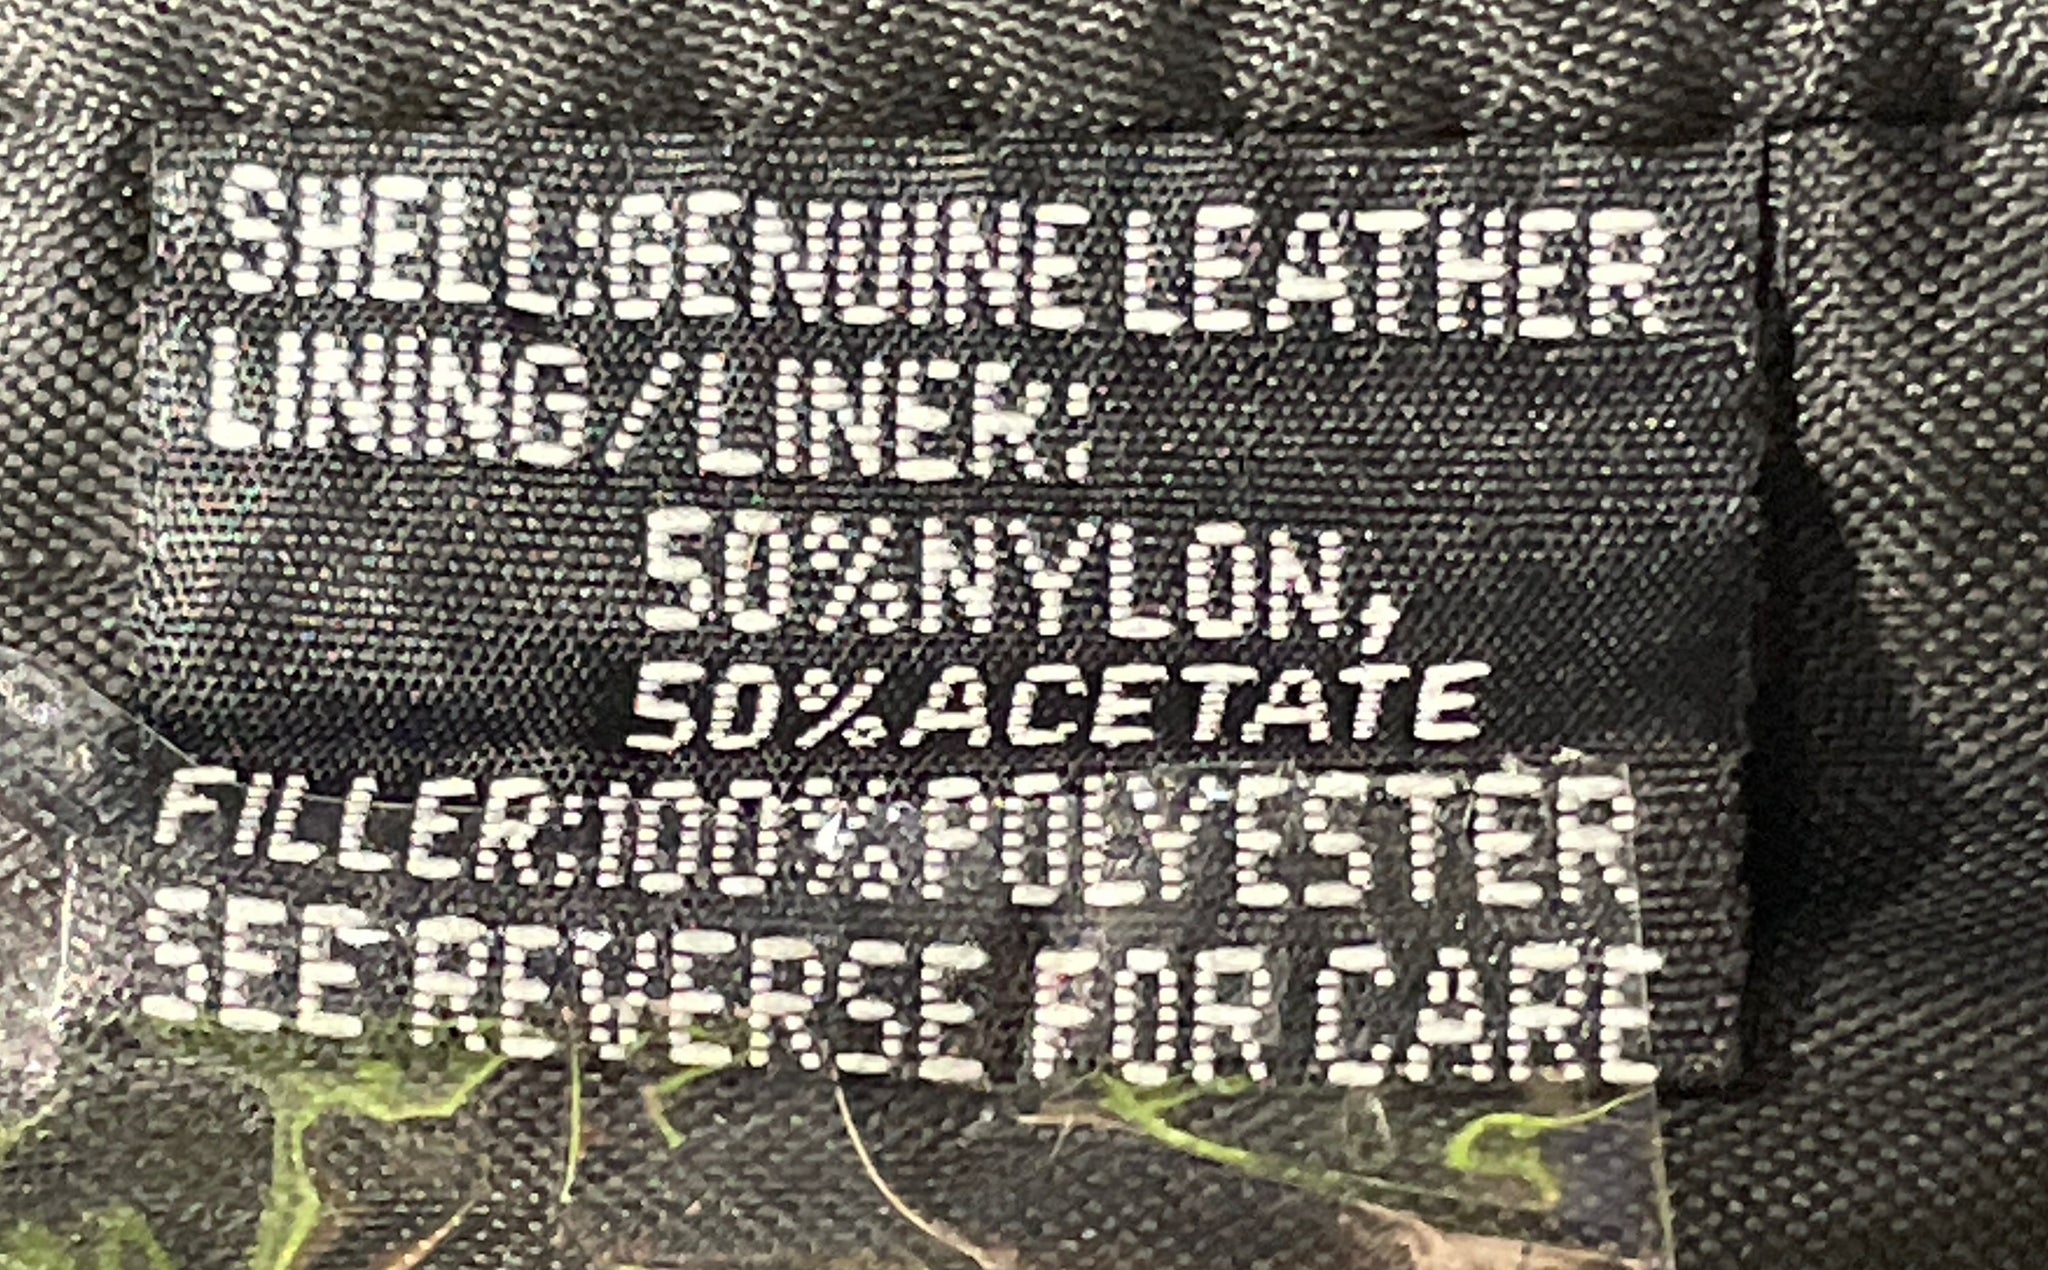 SHELL:GENUINE LEATHER
LINING/LINER:
50%NYLON,
50%ACETATE
FILLER:100%POLYESTER
SEE REVERSE FOR CARE